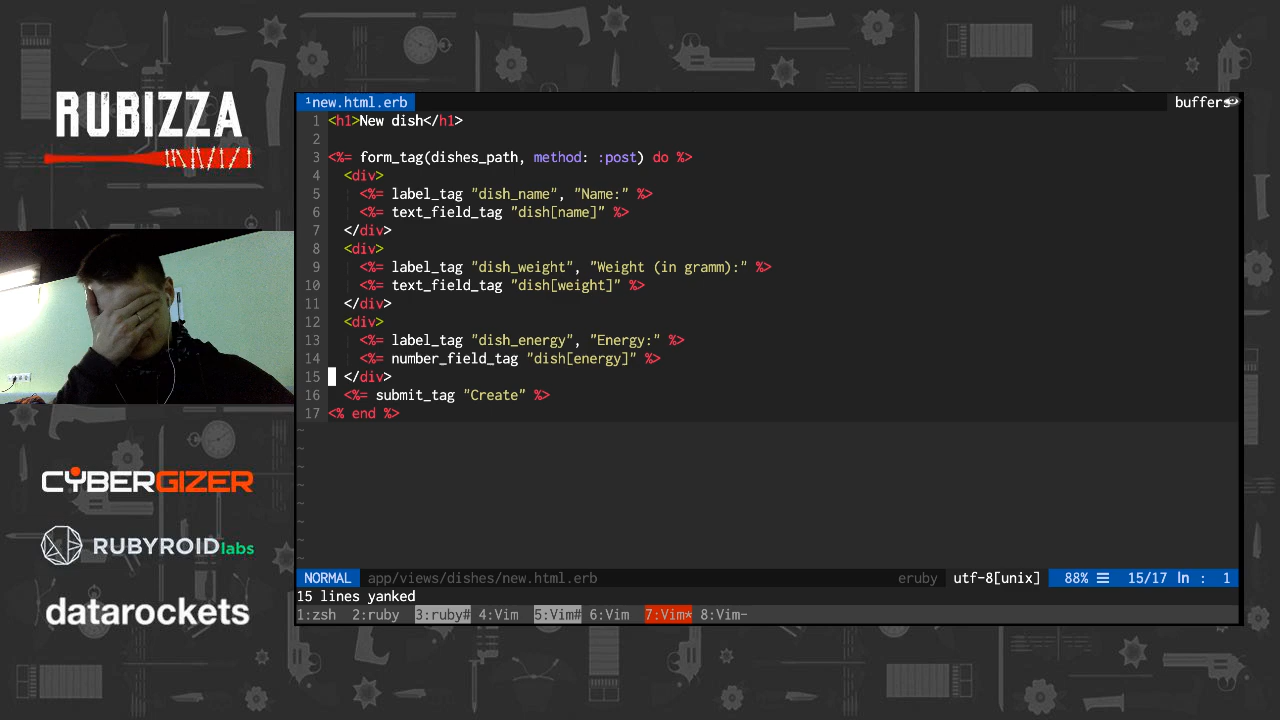 RUBIZZA
CYBERGIZER
RUBYROIDlabs
datarockets
¹new.html.erb
buffers
1 <h1>New dish</h1>
2
3 <%= form_tag(dishes_path, method: :post) do %>
4 <div>
5 <%= label_tag "dish_name", "Name:" %>
6 <%= text_field_tag "dish[name]" %>
7 </div>
8 <div>
9 <%= label_tag "dish_weight", "Weight (in gramm):" %>
10 <%= text_field_tag "dish[weight]" %>
11 </div>
12 <div>
13 <%= label_tag "dish_energy", "Energy:" %>
14 <%= number_field_tag "dish[energy]" %>
15 </div>
16 <%= submit_tag "Create" %>
17 <% end %>
~
~
~
~
~
~
~
~
NORMAL app/views/dishes/new.html.erb eruby utf-8[unix] 88% ☰ 15/17 ln : 1
15 lines yanked
1:zsh 2:ruby 3:ruby# 4:Vim 5:Vim# 6:Vim 7:Vim* 8:Vim-